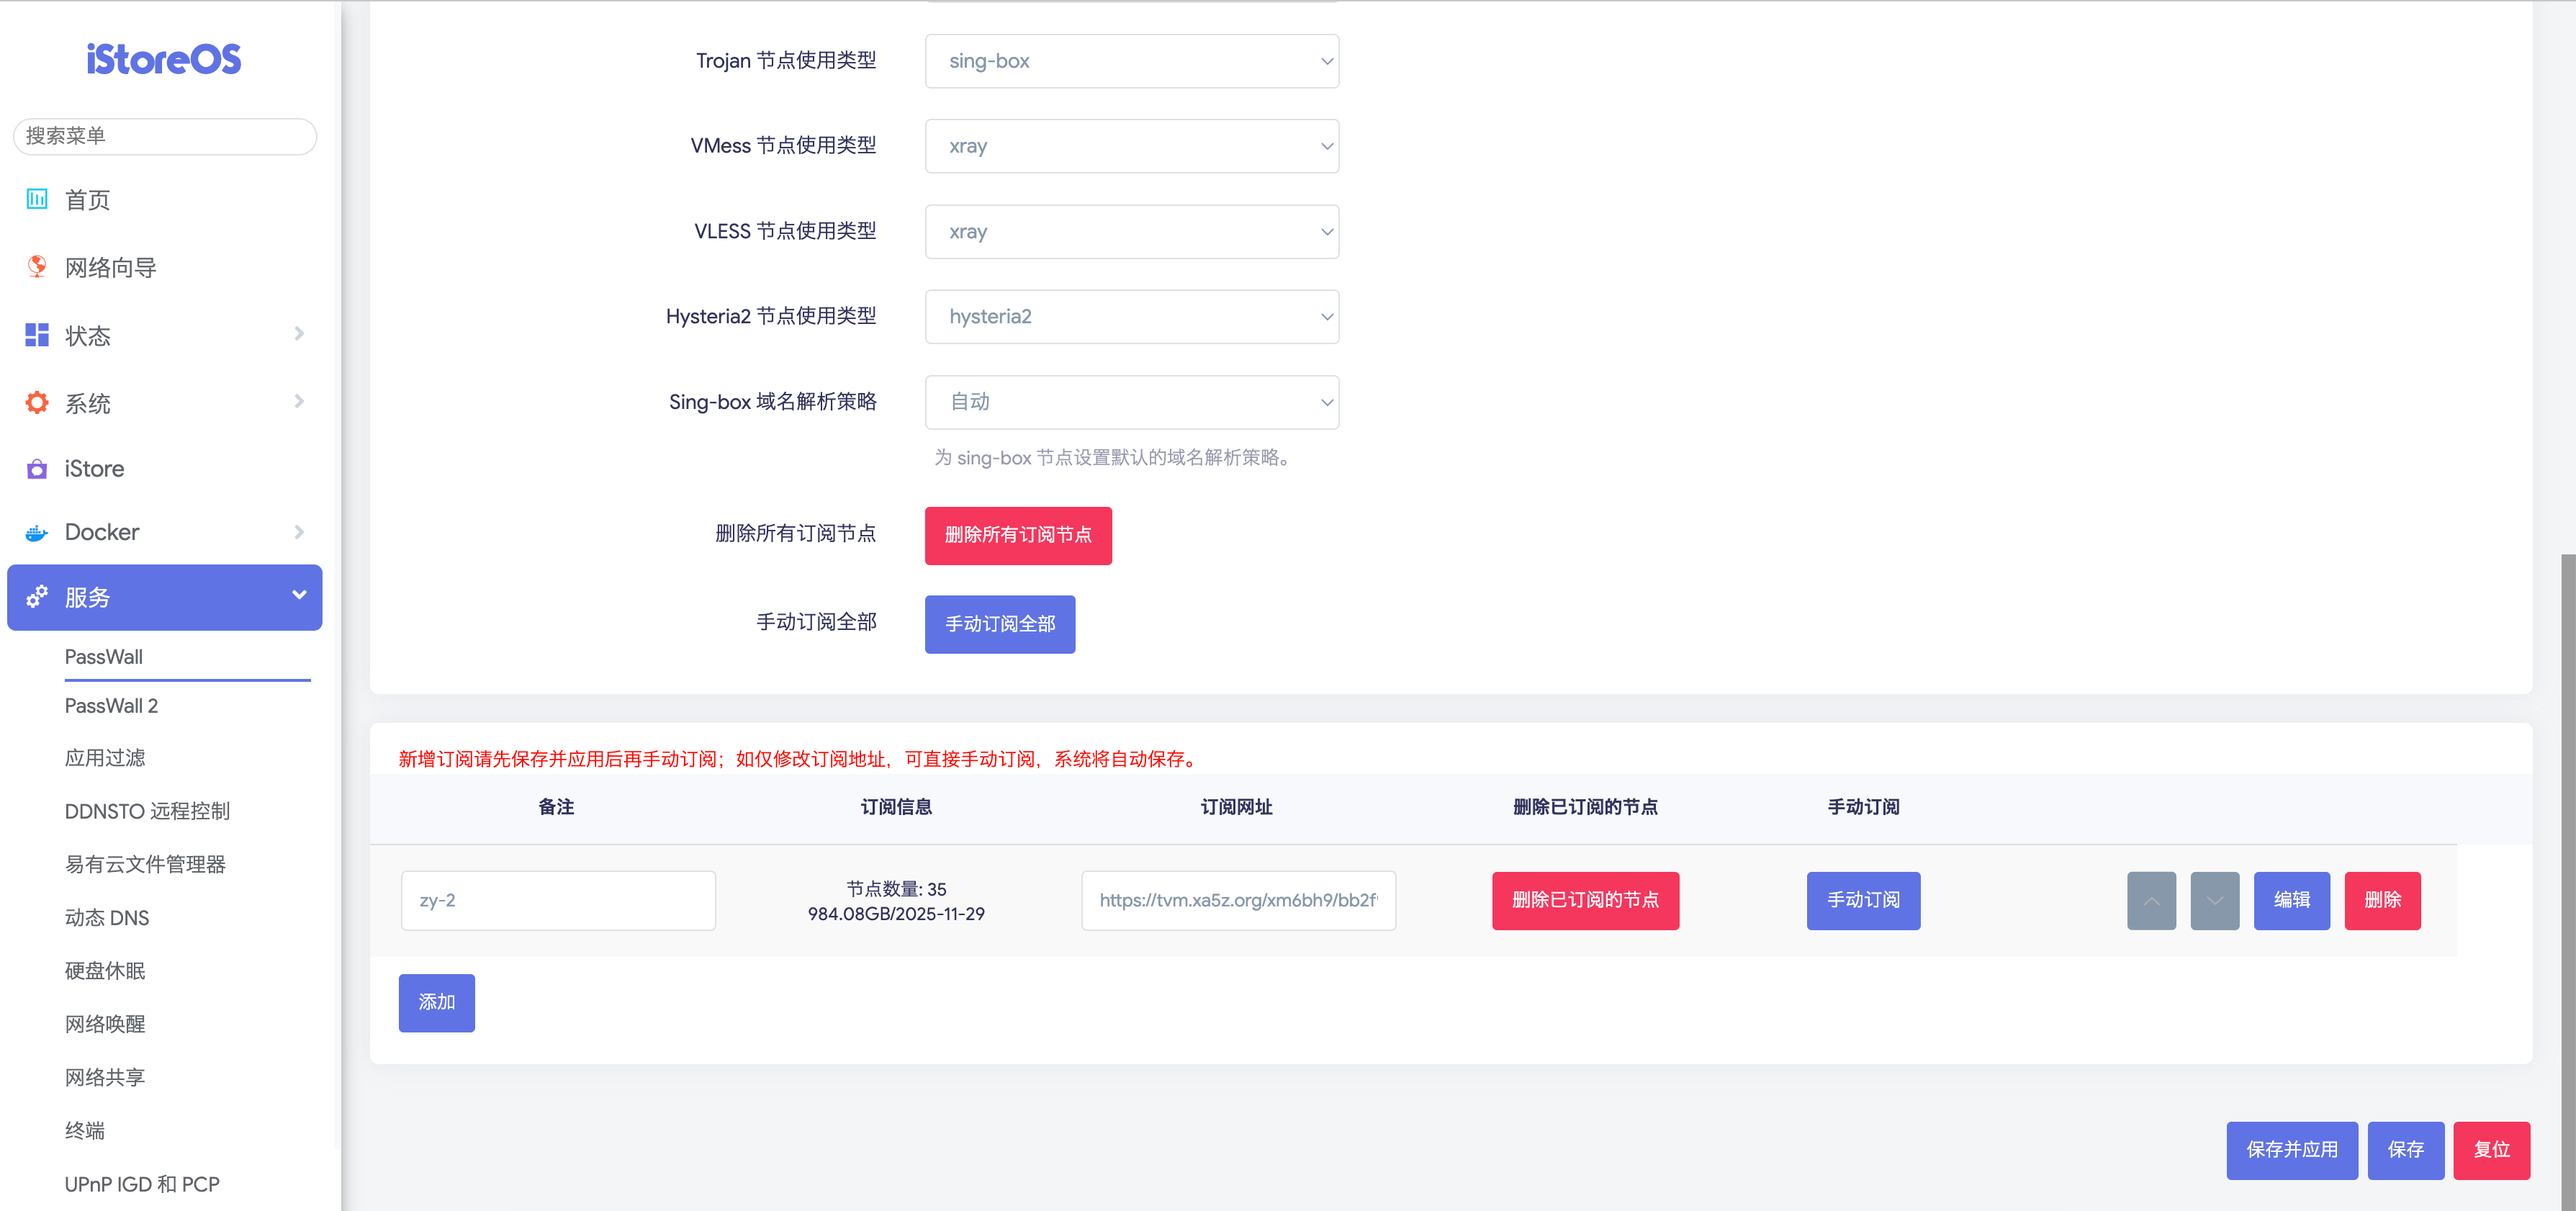 iStoreOS
搜索菜单
首页
网络向导
状态
系统
iStore
Docker
服务
PassWall
PassWall 2
应用过滤
DDNSTO 远程控制
易有云文件管理器
动态 DNS
硬盘休眠
网络唤醒
网络共享
终端
UPnP IGD 和 PCP
Trojan 节点使用类型 sing-box
VMess 节点使用类型 xray
VLESS 节点使用类型 xray
Hysteria2 节点使用类型 hysteria2
Sing-box 域名解析策略 自动
为 sing-box 节点设置默认的域名解析策略。
删除所有订阅节点 删除所有订阅节点
手动订阅全部 手动订阅全部
新增订阅请先保存并应用后再手动订阅；如仅修改订阅地址，可直接手动订阅，系统将自动保存。
备注 订阅信息 订阅网址 删除已订阅的节点 手动订阅
zy-2 节点数量: 35 984.08GB/2025-11-29 https://tvm.xa5z.org/xm6bh9/bb2f 删除已订阅的节点 手动订阅 编辑 删除
添加
保存并应用 保存 复位